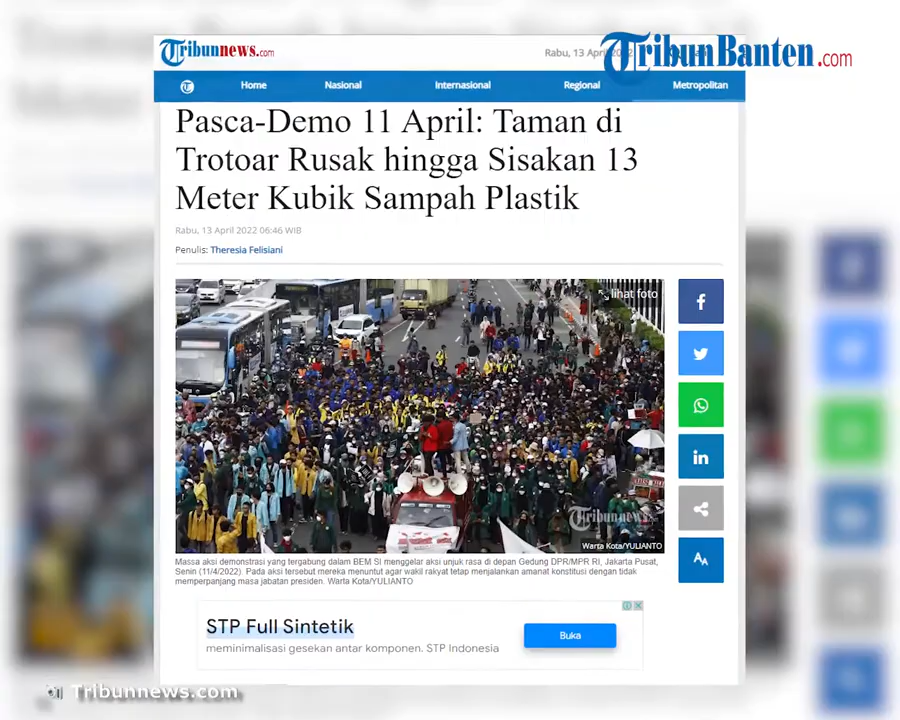 Tribunnews.com
Rabu, 13 April
TribunBanten.com
Home
Nasional
Internasional
Regional
Metropolitan
Pasca-Demo 11 April: Taman di
Trotoar Rusak hingga Sisakan 13
Meter Kubik Sampah Plastik
Rabu, 13 April 2022 06:46 WIB
Penulis: Theresia Felisiani
lihat foto
Tribunnews.com
Warta Kota/YULIANTO
Massa aksi demonstrasi yang tergabung dalam BEM SI menggelar aksi unjuk rasa di depan Gedung DPR/MPR RI, Jakarta Pusat,
Senin (11/4/2022). Pada aksi tersebut mereka menuntut agar wakil rakyat tetap menjalankan amanat konstitusi dengan tidak
memperpanjang masa jabatan presiden. Warta Kota/YULIANTO
STP Full Sintetik
meminimalisasi gesekan antar komponen. STP Indonesia
Buka
Tribunnews.com